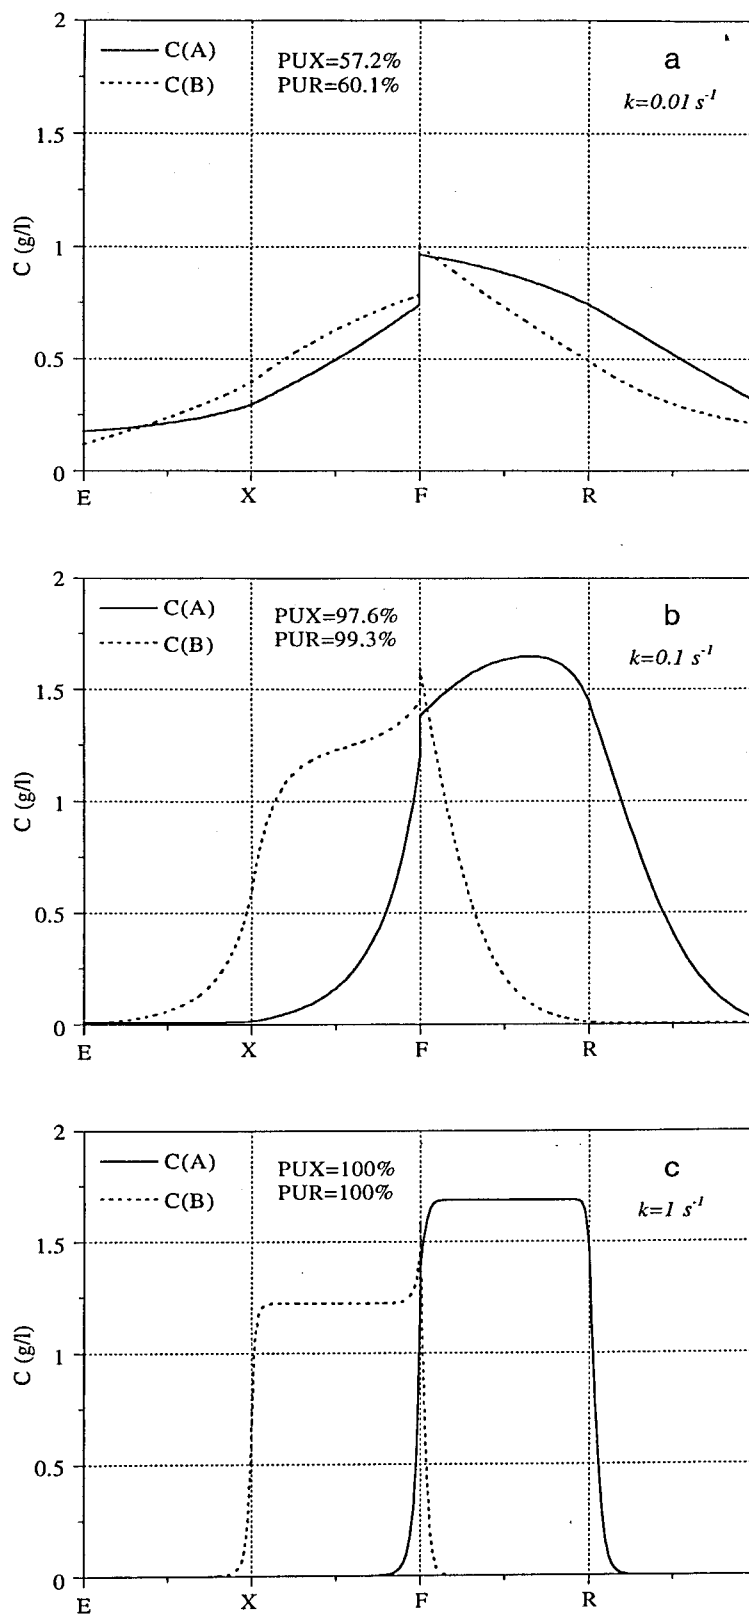 2
C(A)
C(B)
PUX=57.2%
PUR=60.1%
a
k=0.01 s-1
1.5
1
0.5
0
C (g/l)
E X F R
2
C(A)
C(B)
PUX=97.6%
PUR=99.3%
b
k=0.1 s-1
1.5
1
0.5
0
C (g/l)
E X F R
2
C(A)
C(B)
PUX=100%
PUR=100%
c
k=1 s-1
1.5
1
0.5
0
C (g/l)
E X F R